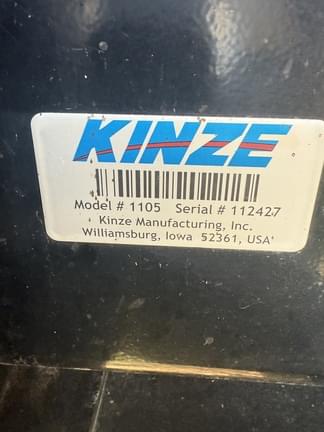 KINZE
Model # 1105 Serial # 112427
Kinze Manufacturing, Inc.
Williamsburg, Iowa 52361, USA